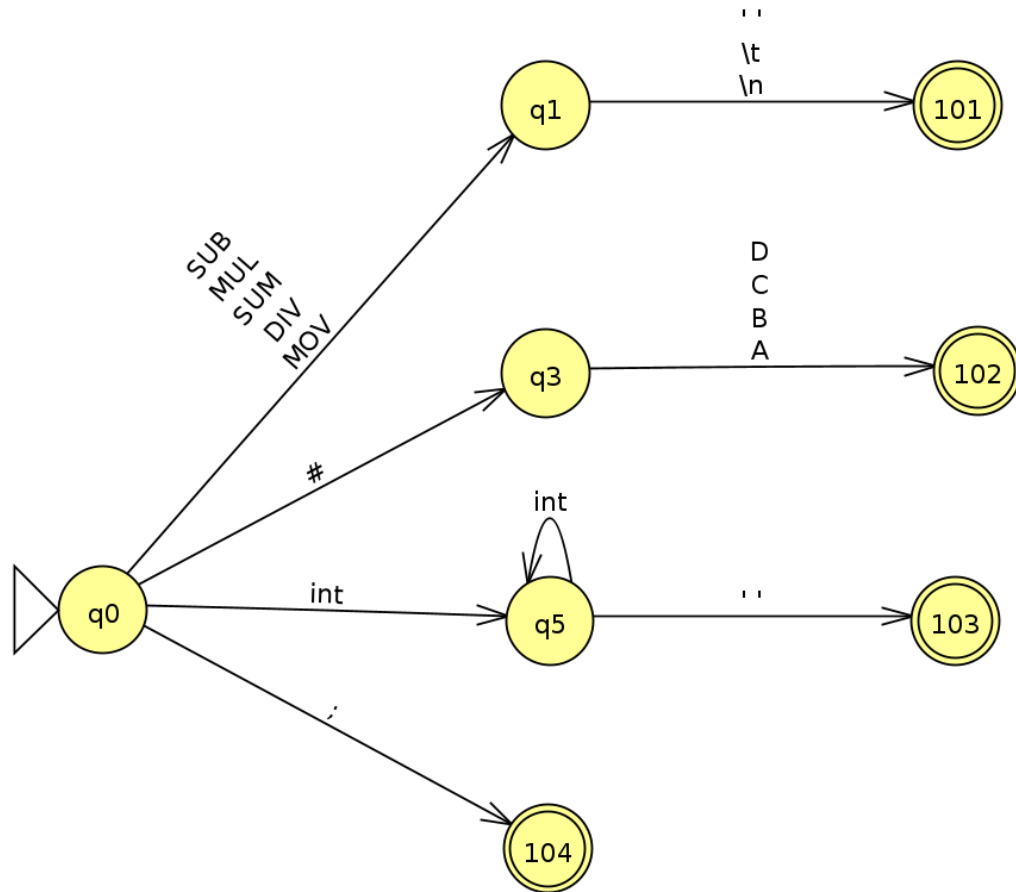 ' '
\t
\n
q1
101
SUB
MUL
SUM
DIV
MOV
D
C
B
A
q3
102
#
int
q0
int
q5
' '
103
;
104